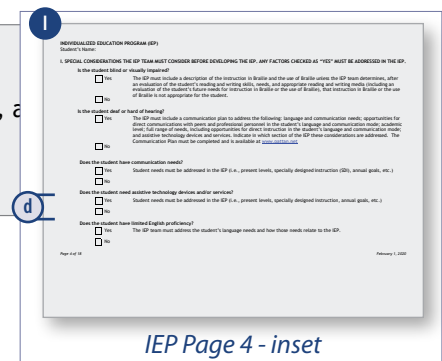 I
, a
d
INDIVIDUALIZED EDUCATION PROGRAM (IEP)
Student's Name:
I. SPECIAL CONSIDERATIONS THE IEP TEAM MUST CONSIDER BEFORE DEVELOPING THE IEP. ANY FACTORS CHECKED AS "YES" MUST BE ADDRESSED IN THE IEP.
Is the student blind or visually impaired?
Yes The IEP must include a description of the instruction in Braille and the use of Braille unless the IEP team determines, after
an evaluation of the student's reading and writing skills, needs, and appropriate reading and writing media (including an
evaluation of the student's future needs for instruction in Braille or the use of Braille), that instruction in Braille or the use
of Braille is not appropriate for the student.
No
Is the student deaf or hard of hearing?
Yes The IEP must include a communication plan to address the following: language and communication needs; opportunities for
direct communications with peers and professional personnel in the student's language and communication mode; academic
level; full range of needs, including opportunities for direct instruction in the student's language and communication mode;
and assistive technology devices and services. Indicate in which section of the IEP these considerations are addressed. The
Communication Plan must be completed and is available at www.pattan.net
No
Does the student have communication needs?
Yes Student needs must be addressed in the IEP (i.e., present levels, specially designed instruction (SDI), annual goals, etc.)
No
Does the student need assistive technology devices and/or services?
Yes Student needs must be addressed in the IEP (i.e., present levels, specially designed instruction, annual goals, etc.)
No
Does the student have limited English proficiency?
Yes The IEP team must address the student's language needs and how those needs relate to the IEP.
No
Page 4 of 18 February 1, 2020
IEP Page 4 - inset